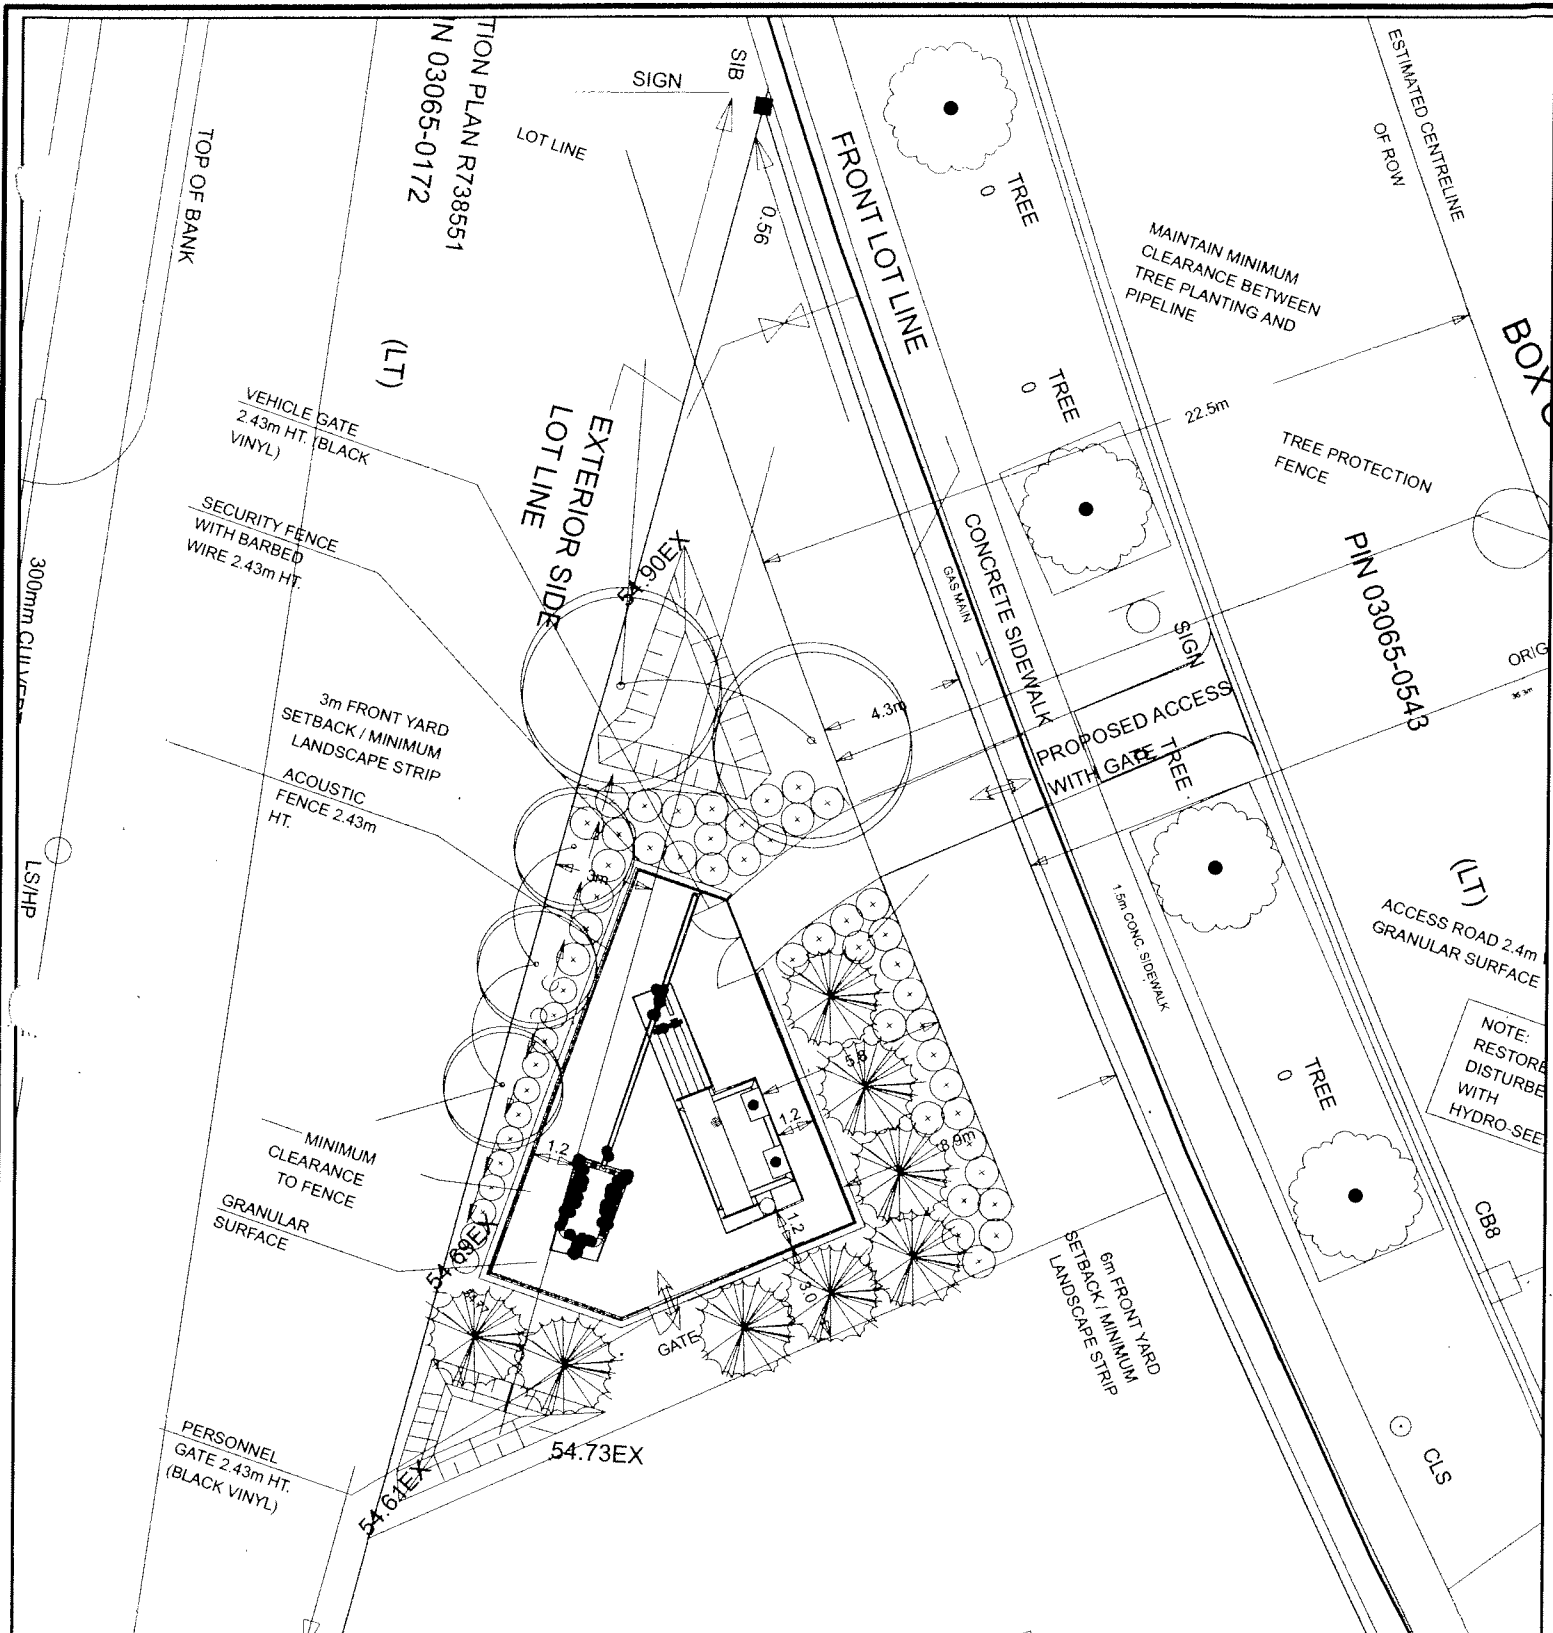 TION PLAN R738551
N 03065-0172
SIGN
SIB
LOT LINE
TOP OF BANK
0.56
FRONT LOT LINE
TREE
0
ESTIMATED CENTRELINE
OF ROW
MAINTAIN MINIMUM
CLEARANCE BETWEEN
TREE PLANTING AND
PIPELINE
(LT)
VEHICLE GATE
2.43m HT. (BLACK
VINYL)
EXTERIOR SIDE
LOT LINE
TREE
0
22.5m
BOX
TREE PROTECTION
FENCE
SECURITY FENCE
WITH BARBED
WIRE 2.43m HT.
54.90EX
CONCRETE SIDEWALK
GAS MAIN
PIN 03065-0543
300mm CULVERT
SIGN
ORIG
3m FRONT YARD
SETBACK / MINIMUM
LANDSCAPE STRIP
4.3m
PROPOSED ACCESS
WITH GATE
TREE
ACOUSTIC
FENCE 2.43m
HT.
LS/HP
3m
1.5m CONC. SIDEWALK
(LT)
ACCESS ROAD 2.4m
GRANULAR SURFACE
NOTE:
RESTORE
DISTURBE
WITH
HYDRO-SEE
5.8
1.2
8.9m
TREE
0
MINIMUM
CLEARANCE
TO FENCE
1.2
GRANULAR
SURFACE
54.69EX
1.2
3.0
GATE
6m FRONT YARD
SETBACK / MINIMUM
LANDSCAPE STRIP
CB8
PERSONNEL
GATE 2.43m HT.
(BLACK VINYL)
54.73EX
54.61EX
CLS